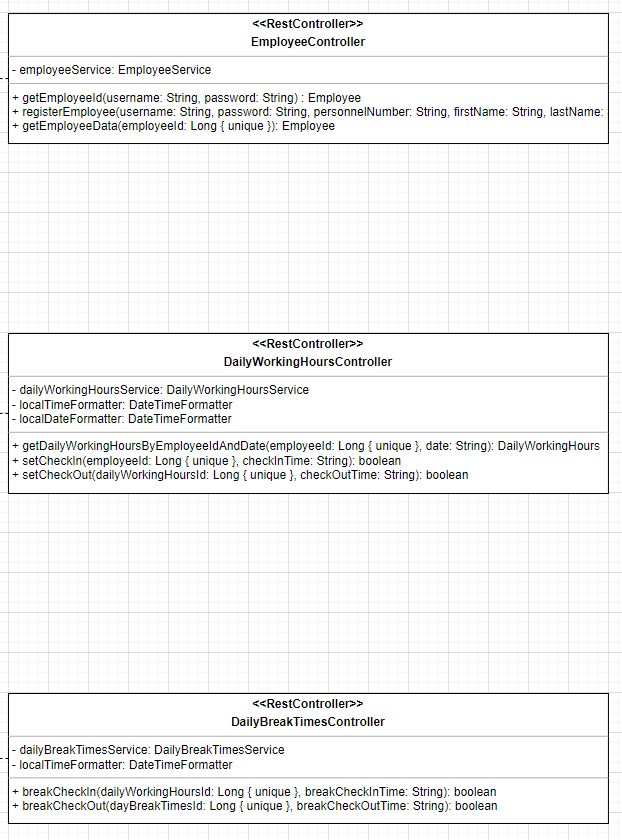 <<RestController>>
EmployeeController
- employeeService: EmployeeService
+ getEmployeeId(username: String, password: String) : Employee
+ registerEmployee(username: String, password: String, personnelNumber: String, firstName: String, lastName:
+ getEmployeeData(employeeId: Long { unique }): Employee
<<RestController>>
DailyWorkingHoursController
- dailyWorkingHoursService: DailyWorkingHoursService
- localTimeFormatter: DateTimeFormatter
- localDateFormatter: DateTimeFormatter
+ getDailyWorkingHoursByEmployeeIdAndDate(employeeId: Long { unique }, date: String): DailyWorkingHours
+ setCheckIn(employeeId: Long { unique }, checkInTime: String): boolean
+ setCheckOut(dailyWorkingHoursId: Long { unique }, checkOutTime: String): boolean
<<RestController>>
DailyBreakTimesController
- dailyBreakTimesService: DailyBreakTimesService
- localTimeFormatter: DateTimeFormatter
+ breakCheckIn(dailyWorkingHoursId: Long { unique }, breakCheckInTime: String): boolean
+ breakCheckOut(dayBreakTimesId: Long { unique }, breakCheckOutTime: String): boolean